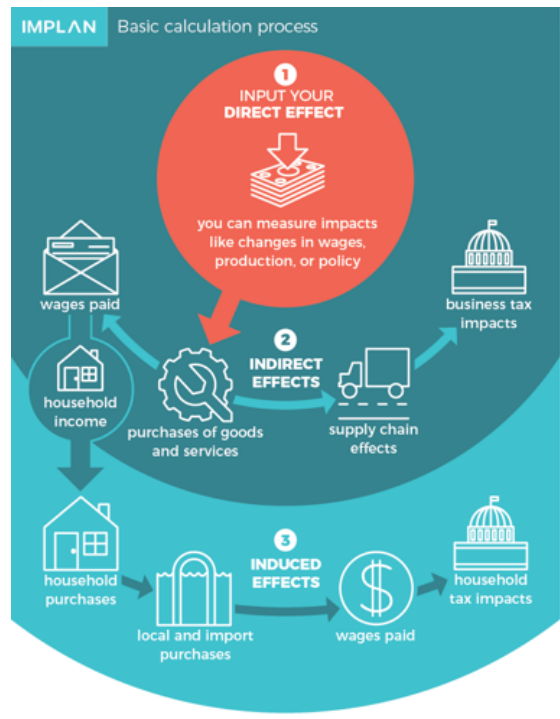 IMPLAN Basic calculation process
1
INPUT YOUR
DIRECT EFFECT
you can measure impacts
like changes in wages,
production, or policy
wages paid
business tax
impacts
2
INDIRECT
EFFECTS
household
income
purchases of goods
and services
supply chain
effects
3
INDUCED
EFFECTS
household
purchases
local and import
purchases
wages paid
household
tax impacts